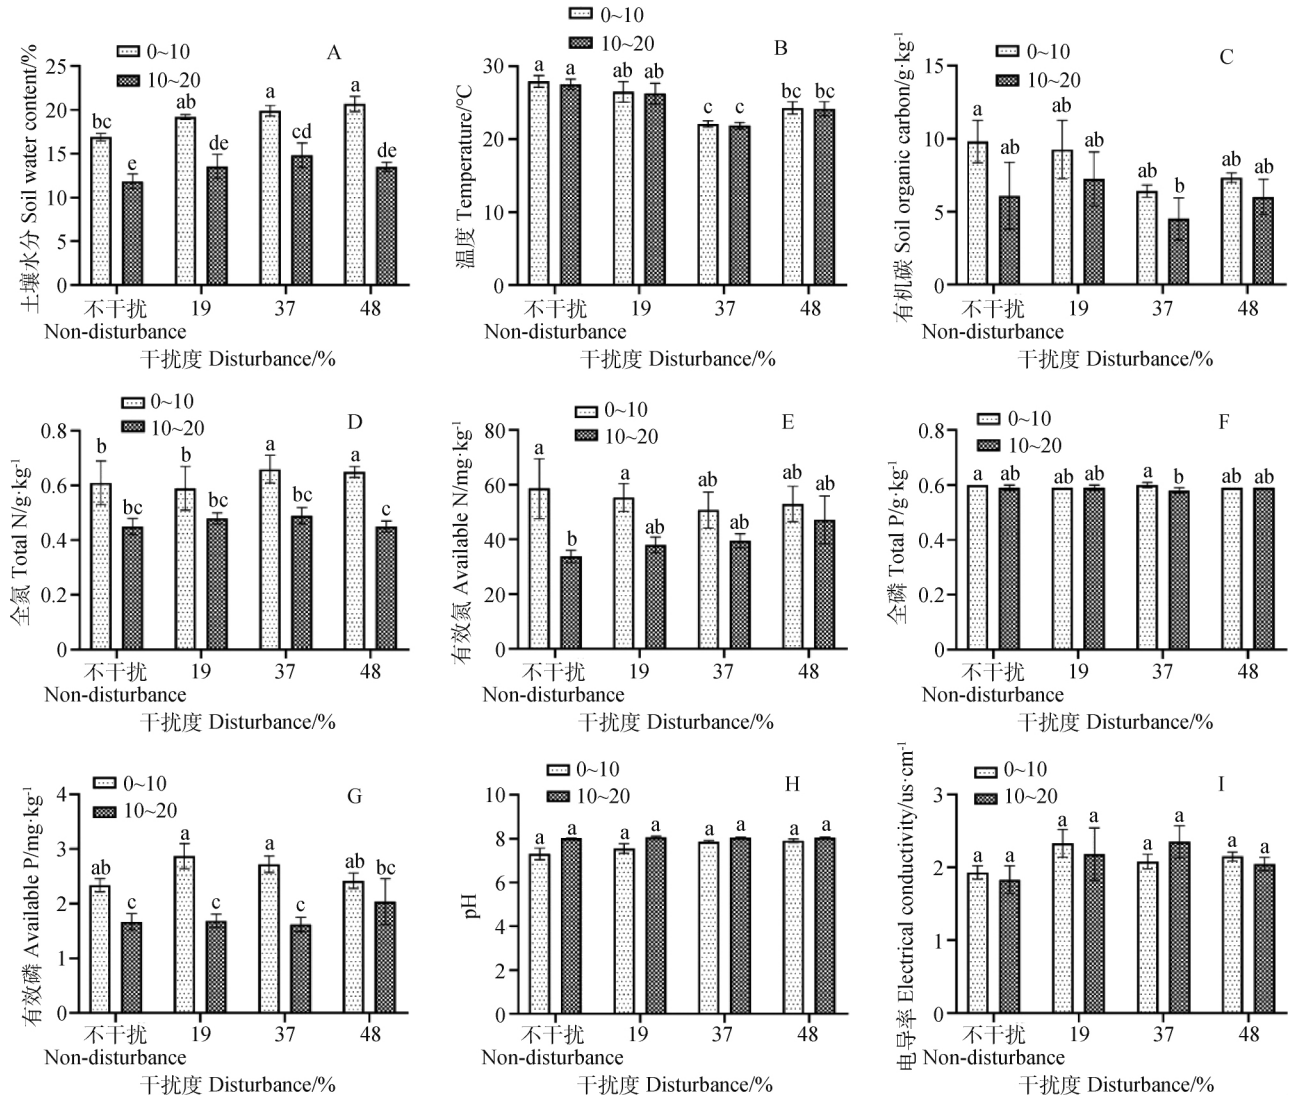 0~10
10~20
A
土壤水分 Soil water content/%
25
20
15
10
5
0
bc
e
ab
de
a
cd
a
de
不干扰 19 37 48
Non-disturbance
干扰度 Disturbance/%
0~10
10~20
B
温度 Temperature/℃
30
20
10
0
a
a
ab
ab
c
c
bc
bc
不干扰 19 37 48
Non-disturbance
干扰度 Disturbance/%
0~10
10~20
C
有机碳 Soil organic carbon/g·kg-1
15
10
5
0
a
ab
ab
ab
ab
b
ab
ab
不干扰 19 37 48
Non-disturbance
干扰度 Disturbance/%
0~10
10~20
D
全氮 Total N/g·kg-1
0.8
0.6
0.4
0.2
0
b
bc
b
bc
a
bc
a
c
不干扰 19 37 48
Non-disturbance
干扰度 Disturbance/%
0~10
10~20
E
有效氮 Available N/mg·kg-1
80
60
40
20
0
a
b
a
ab
ab
ab
ab
ab
不干扰 19 37 48
Non-disturbance
干扰度 Disturbance/%
0~10
10~20
F
全磷 Total P/g·kg-1
0.8
0.6
0.4
0.2
0
a
ab
ab
ab
a
b
ab
ab
不干扰 19 37 48
Non-disturbance
干扰度 Disturbance/%
0~10
10~20
G
有效磷 Available P/mg·kg-1
4
3
2
1
0
ab
c
a
c
a
c
ab
bc
不干扰 19 37 48
Non-disturbance
干扰度 Disturbance/%
0~10
10~20
H
pH
10
8
6
4
2
0
a
a
a
a
a
a
a
a
不干扰 19 37 48
Non-disturbance
干扰度 Disturbance/%
0~10
10~20
I
电导率 Electrical conductivity/us·cm-1
3
2
1
0
a
a
a
a
a
a
a
a
不干扰 19 37 48
Non-disturbance
干扰度 Disturbance/%